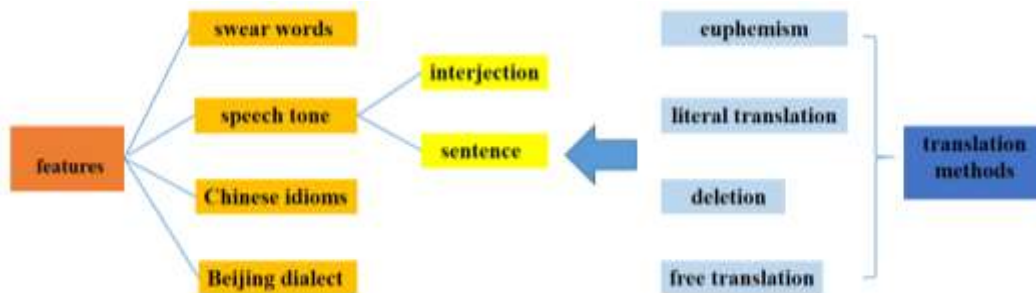 features
swear words
speech tone
Chinese idioms
Beijing dialect
interjection
sentence
euphemism
literal translation
deletion
free translation
translation
methods